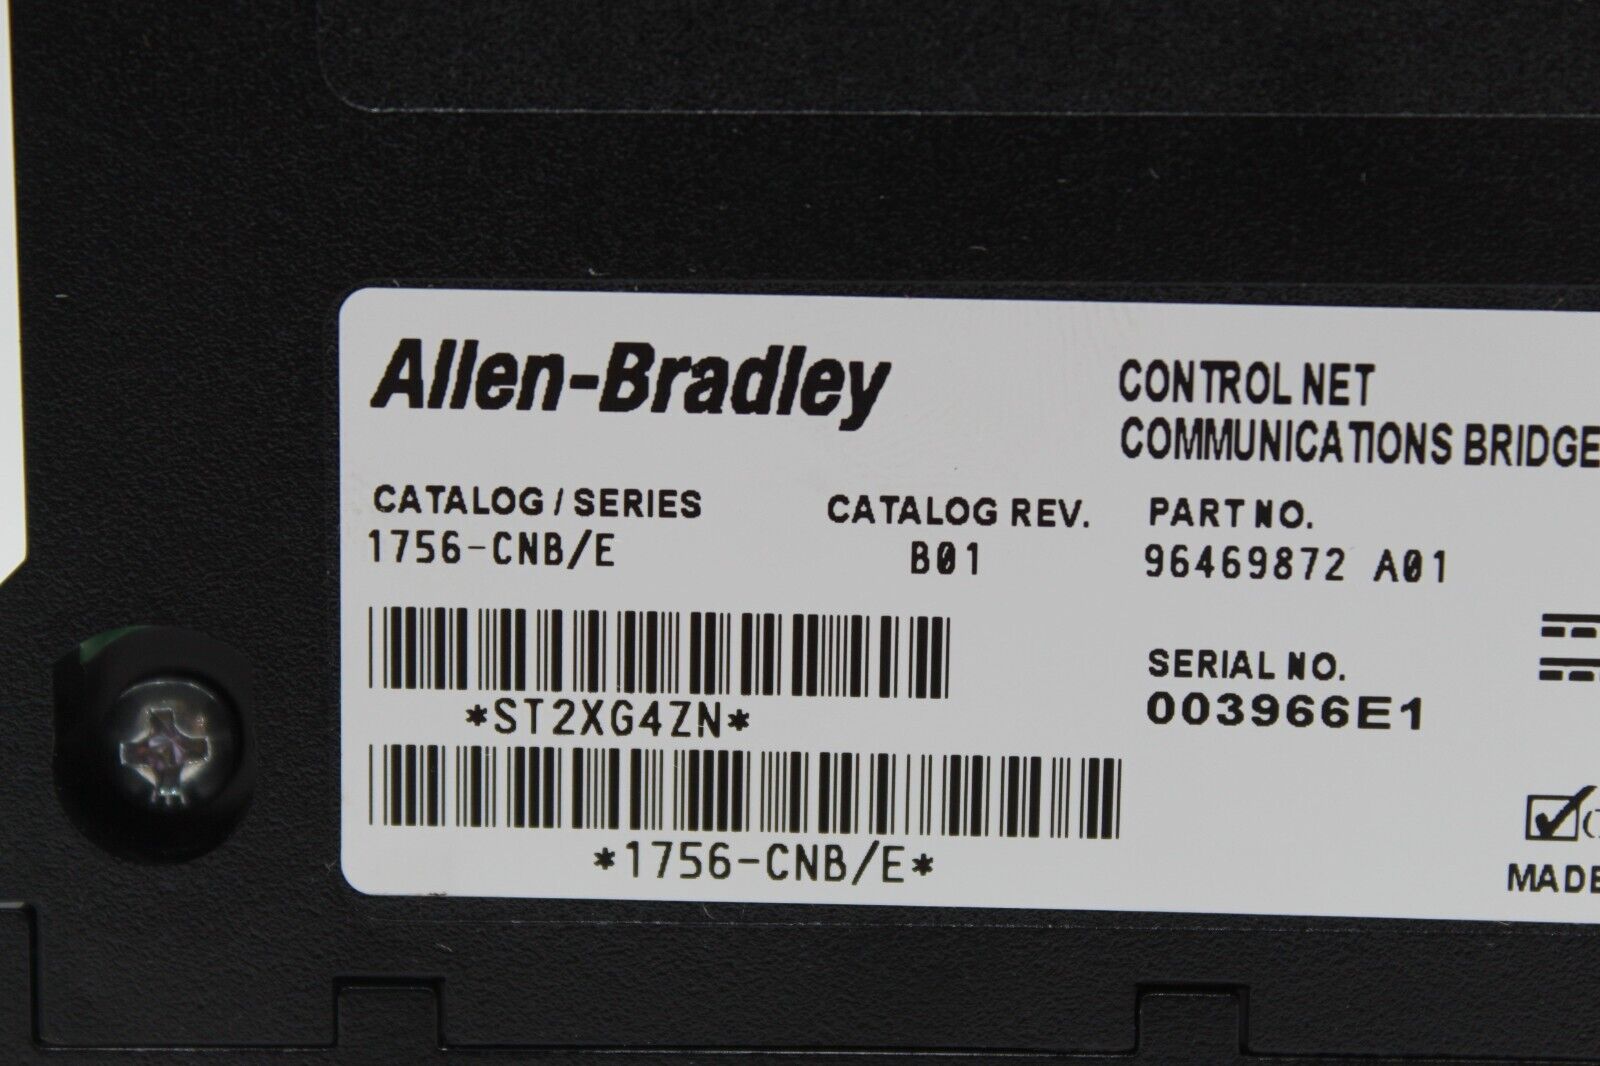 Allen-Bradley
CONTROL NET
COMMUNICATIONS BRIDGE
CATALOG / SERIES
1756-CNB/E
CATALOG REV.
B01
PART NO.
96469872 A01
*ST2XG4ZN*
SERIAL NO.
003966E1
*1756-CNB/E*
MADE